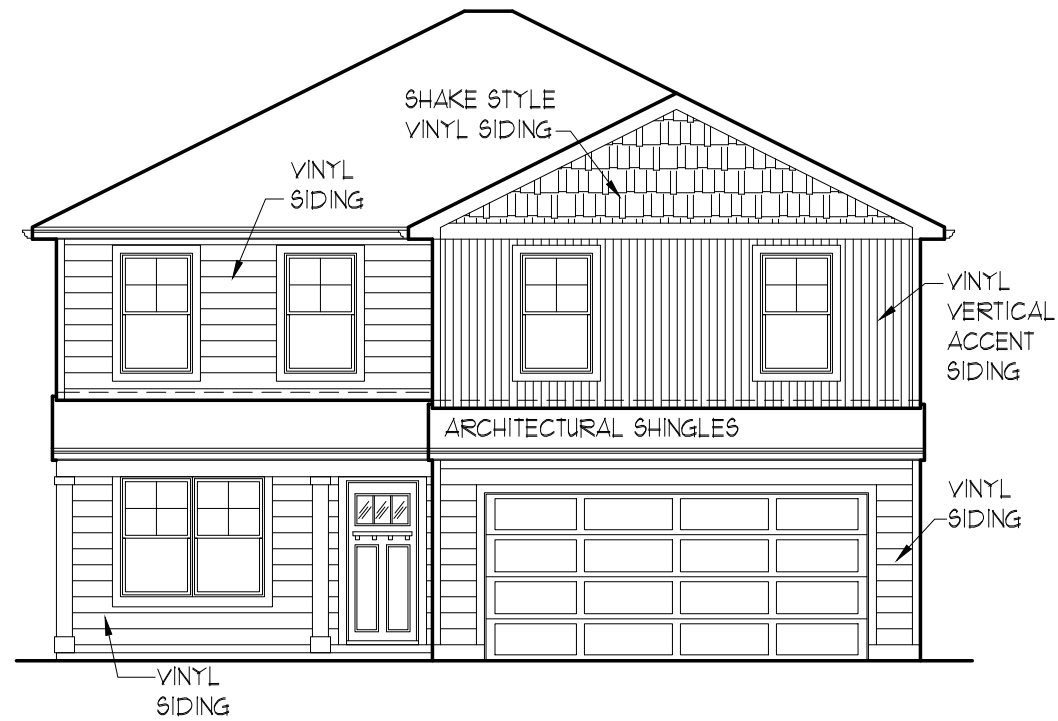 SHAKE STYLE
VINYL SIDING
VINYL
SIDING
VINYL
VERTICAL
ACCENT
SIDING
ARCHITECTURAL SHINGLES
VINYL
SIDING
VINYL
SIDING